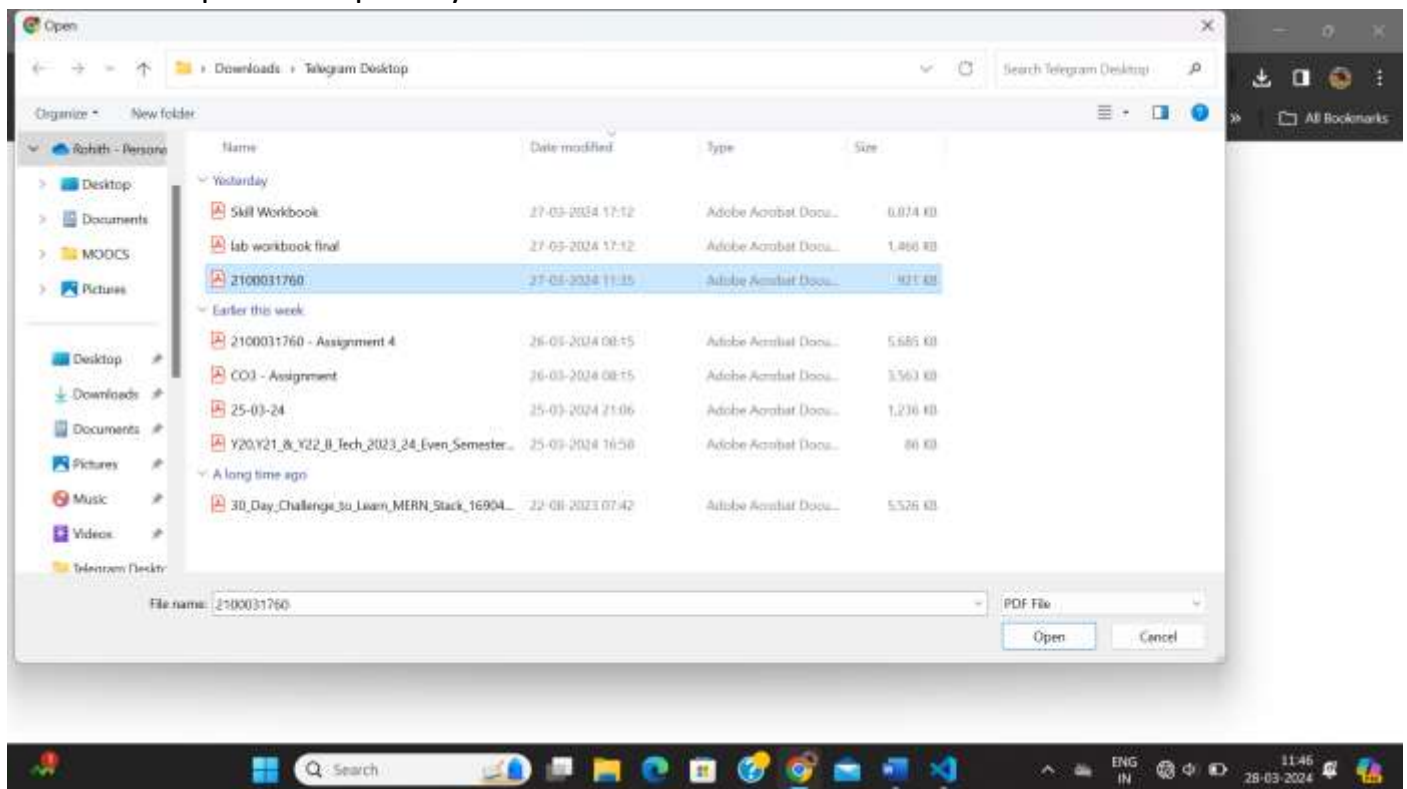 Open
Downloads › Telegram Desktop
Search Telegram Desktop
Organize New folder
All Bookmarks
Rohith - Persona
Name Date modified Type Size
Desktop
Yesterday
Skill Workbook 27-03-2024 17:12 Adobe Acrobat Docu... 6,074 KB
Documents
lab workbook final 27-03-2024 17:12 Adobe Acrobat Docu... 1,466 KB
MOOCS
2100031760 27-03-2024 11:35 Adobe Acrobat Docu... 921 KB
Pictures
Earlier this week
2100031760 - Assignment 4 26-03-2024 08:15 Adobe Acrobat Docu... 5,685 KB
Desktop
CO3 - Assignment 26-03-2024 08:15 Adobe Acrobat Docu... 3,563 KB
Downloads
25-03-24 25-03-2024 21:06 Adobe Acrobat Docu... 1,236 KB
Documents
Y20,Y21_&_Y22_B_Tech_2023_24_Even_Semester... 25-03-2024 16:58 Adobe Acrobat Docu... 86 KB
Pictures
A long time ago
Music
30_Day_Challenge_to_Learn_MERN_Stack_16904... 22-08-2023 07:42 Adobe Acrobat Docu... 5,526 KB
Videos
Telegram Deskto
File name: 2100031760 PDF File
Open Cancel
Search
ENG
IN
11:46
28-03-2024